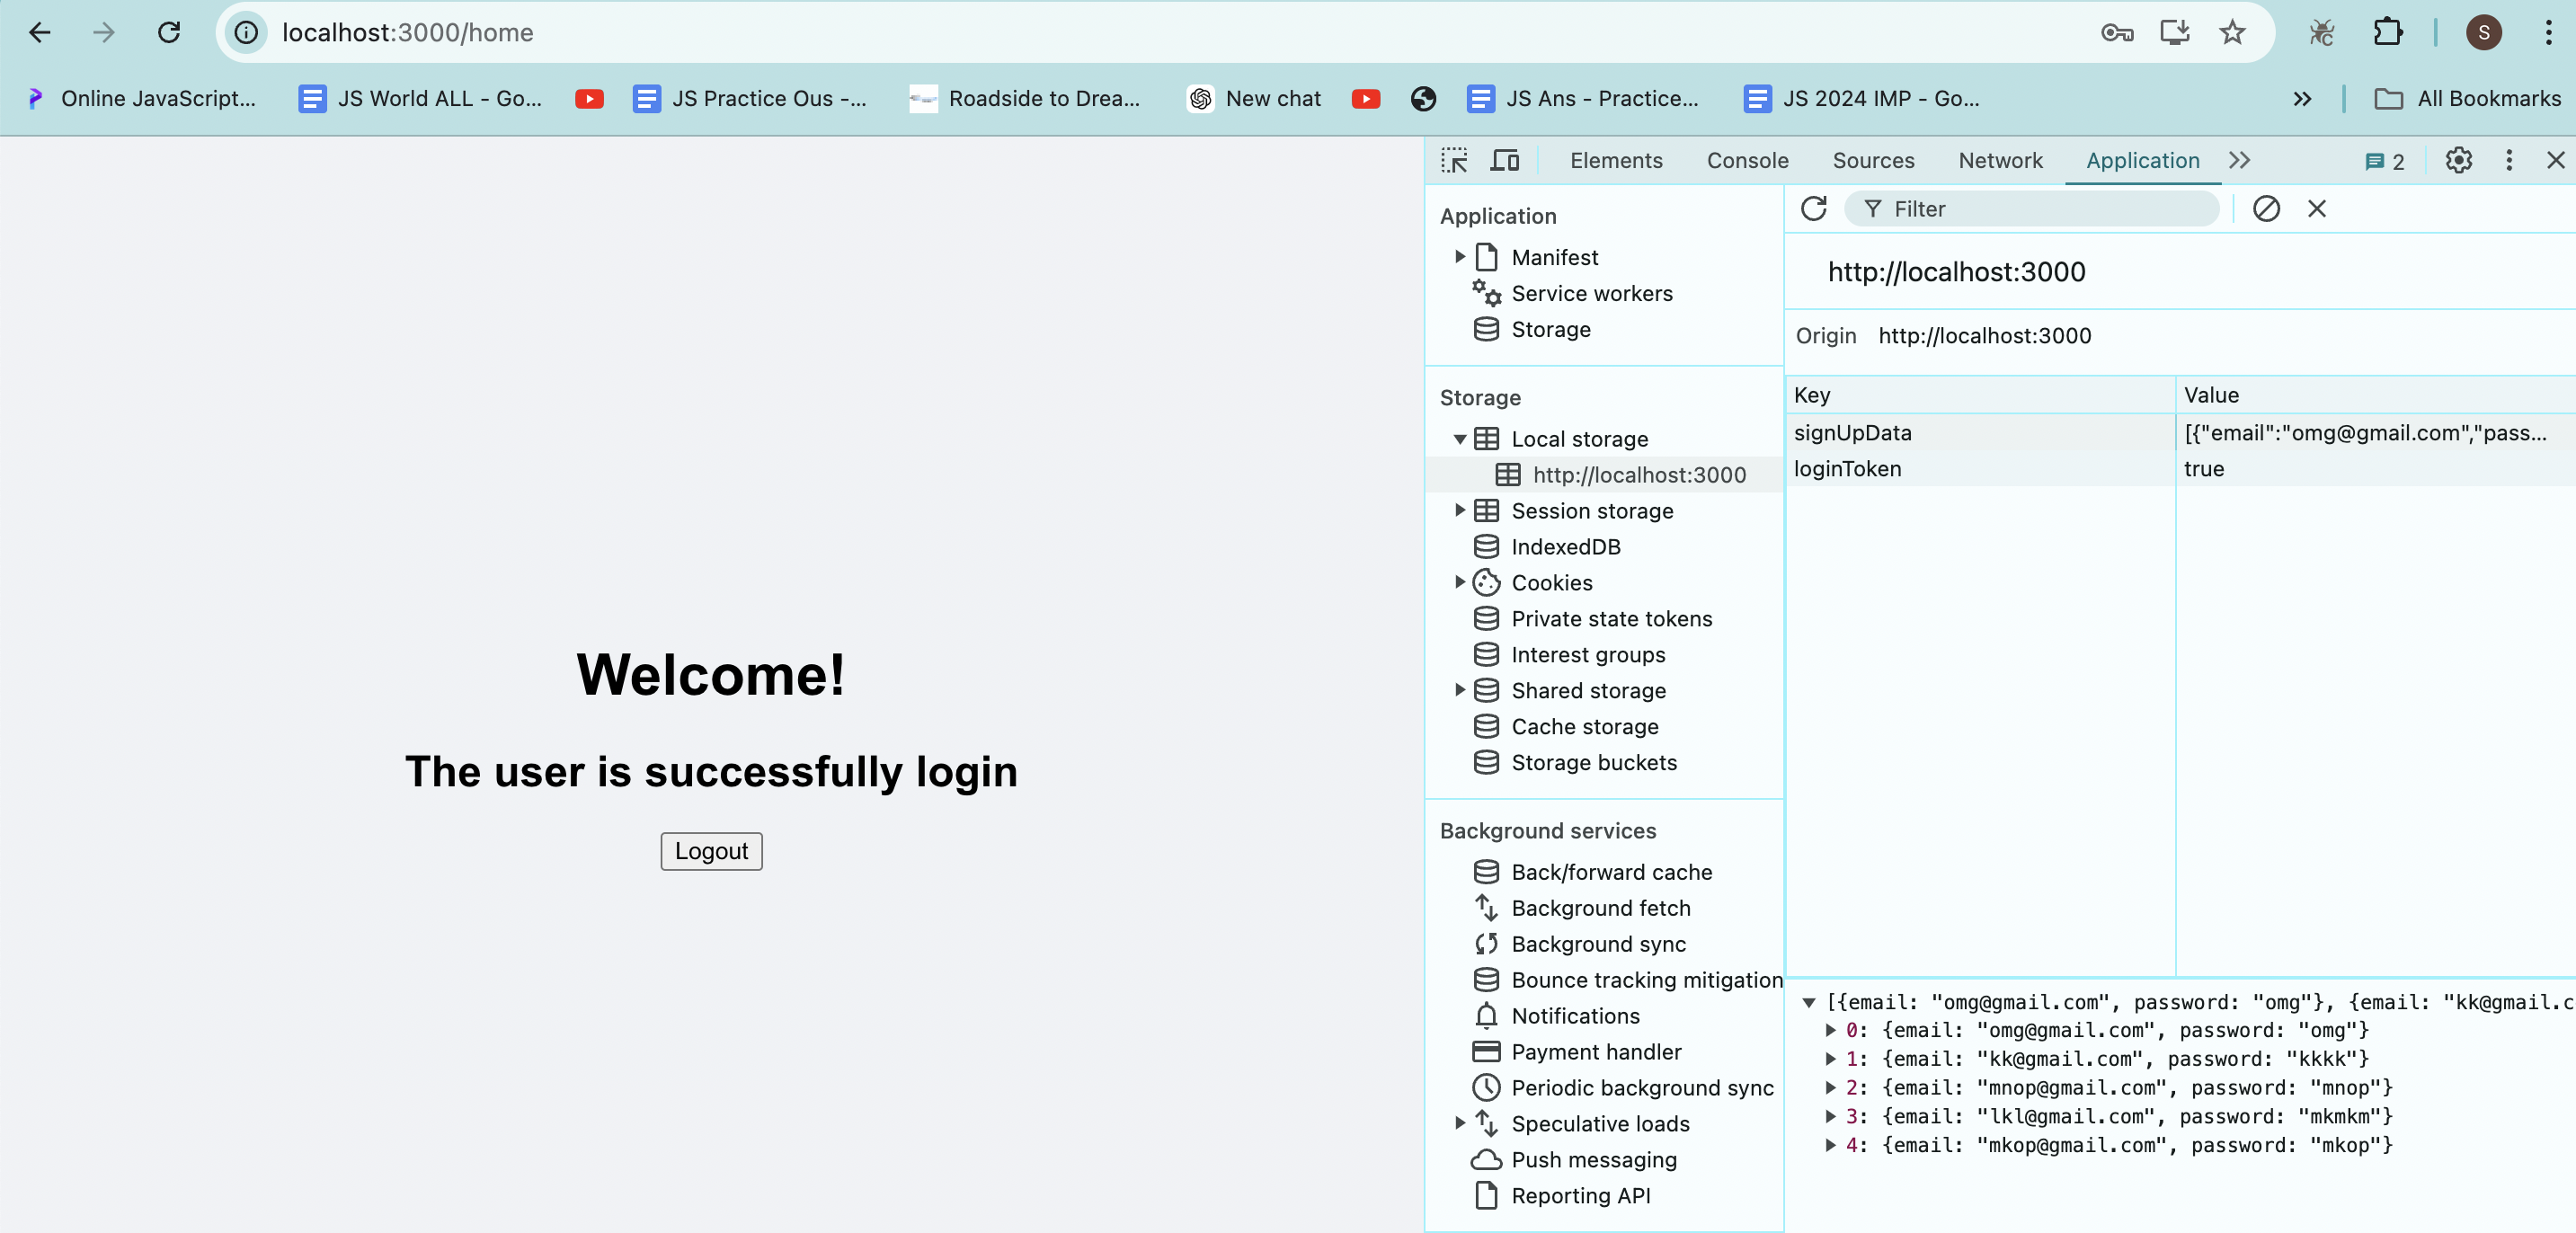 localhost:3000/home
S
Online JavaScript...
JS World ALL - Go...
JS Practice Ous -...
Roadside to Drea...
New chat
JS Ans - Practice...
JS 2024 IMP - Go...
All Bookmarks
Elements Console Sources Network Application 2
Application
Manifest
Service workers
Storage
Storage
Local storage
http://localhost:3000
Session storage
IndexedDB
Cookies
Private state tokens
Interest groups
Shared storage
Cache storage
Storage buckets
Background services
Back/forward cache
Background fetch
Background sync
Bounce tracking mitigation
Notifications
Payment handler
Periodic background sync
Speculative loads
Push messaging
Reporting API
Filter
http://localhost:3000
Origin http://localhost:3000
Key Value
signUpData [{"email":"omg@gmail.com","pass...
loginToken true
[{email: "omg@gmail.com", password: "omg"}, {email: "kk@gmail.c
0: {email: "omg@gmail.com", password: "omg"}
1: {email: "kk@gmail.com", password: "kkkk"}
2: {email: "mnop@gmail.com", password: "mnop"}
3: {email: "lkl@gmail.com", password: "mkmkm"}
4: {email: "mkop@gmail.com", password: "mkop"}
Welcome!
The user is successfully login
Logout